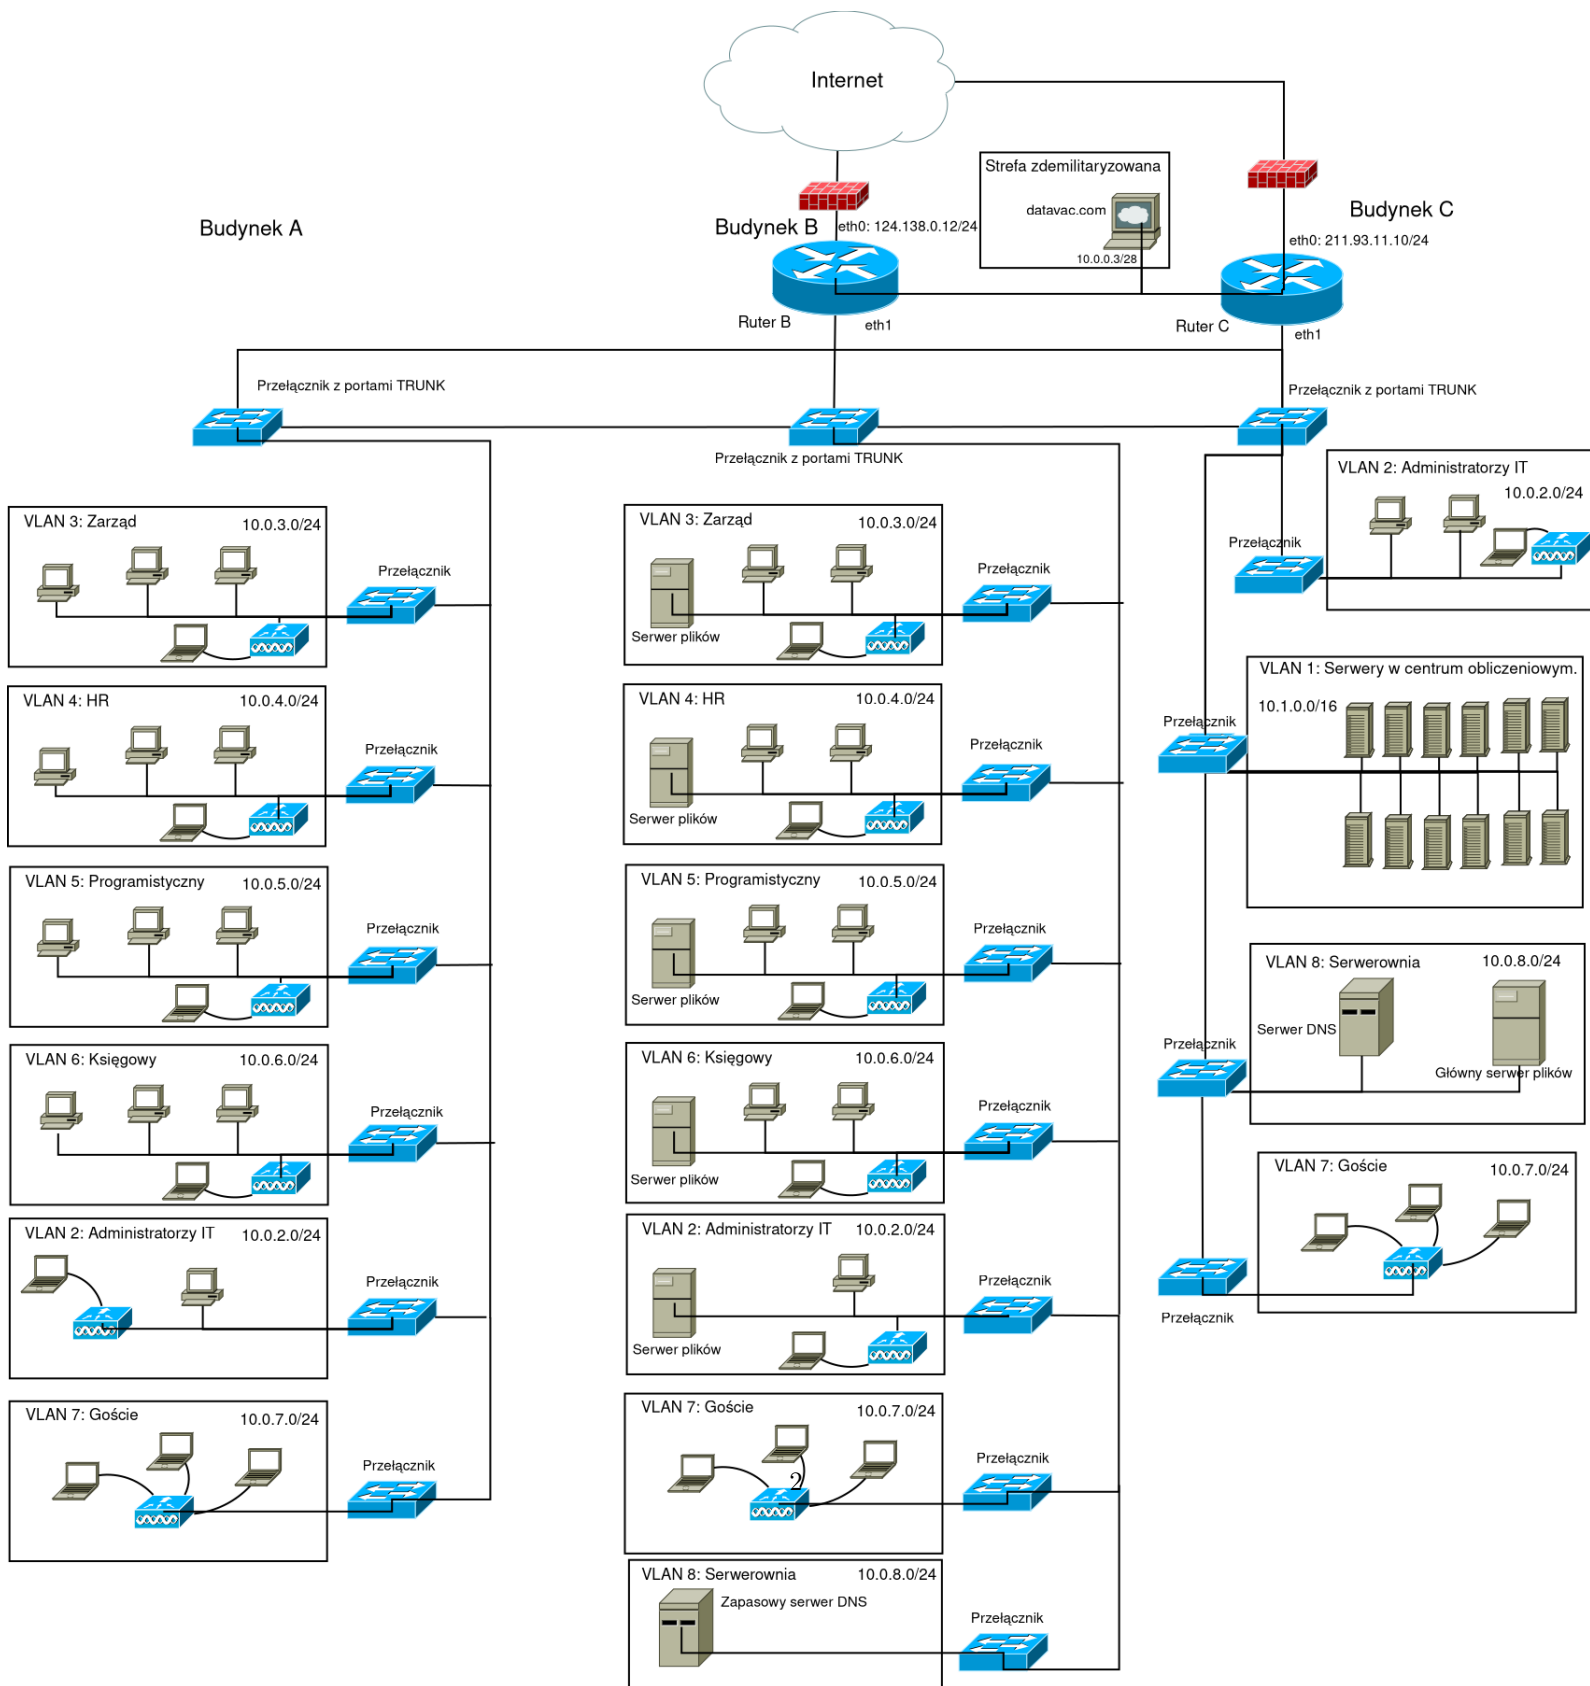 Internet
Strefa zdemilitaryzowana
datavac.com
10.0.0.3/28
Budynek A
Budynek B
eth0: 124.138.0.12/24
Budynek C
eth0: 211.93.11.10/24
Ruter B
eth1
Ruter C
eth1
Przełącznik z portami TRUNK
Przełącznik z portami TRUNK
Przełącznik z portami TRUNK
VLAN 3: Zarząd
10.0.3.0/24
Przełącznik
VLAN 4: HR
10.0.4.0/24
Przełącznik
VLAN 5: Programistyczny
10.0.5.0/24
Przełącznik
VLAN 6: Księgowy
10.0.6.0/24
Przełącznik
VLAN 2: Administratorzy IT
10.0.2.0/24
Przełącznik
VLAN 7: Goście
10.0.7.0/24
Przełącznik
VLAN 3: Zarząd
10.0.3.0/24
Przełącznik
Serwer plików
VLAN 4: HR
10.0.4.0/24
Przełącznik
Serwer plików
VLAN 5: Programistyczny
10.0.5.0/24
Przełącznik
Serwer plików
VLAN 6: Księgowy
10.0.6.0/24
Przełącznik
Serwer plików
VLAN 2: Administratorzy IT
10.0.2.0/24
Przełącznik
Serwer plików
VLAN 7: Goście
10.0.7.0/24
Przełącznik
2
VLAN 8: Serwerownia
10.0.8.0/24
Zapasowy serwer DNS
Przełącznik
VLAN 2: Administratorzy IT
10.0.2.0/24
Przełącznik
VLAN 1: Serwery w centrum obliczeniowym.
10.1.0.0/16
Przełącznik
VLAN 8: Serwerownia
10.0.8.0/24
Serwer DNS
Przełącznik
Główny serwer plików
VLAN 7: Goście
10.0.7.0/24
Przełącznik